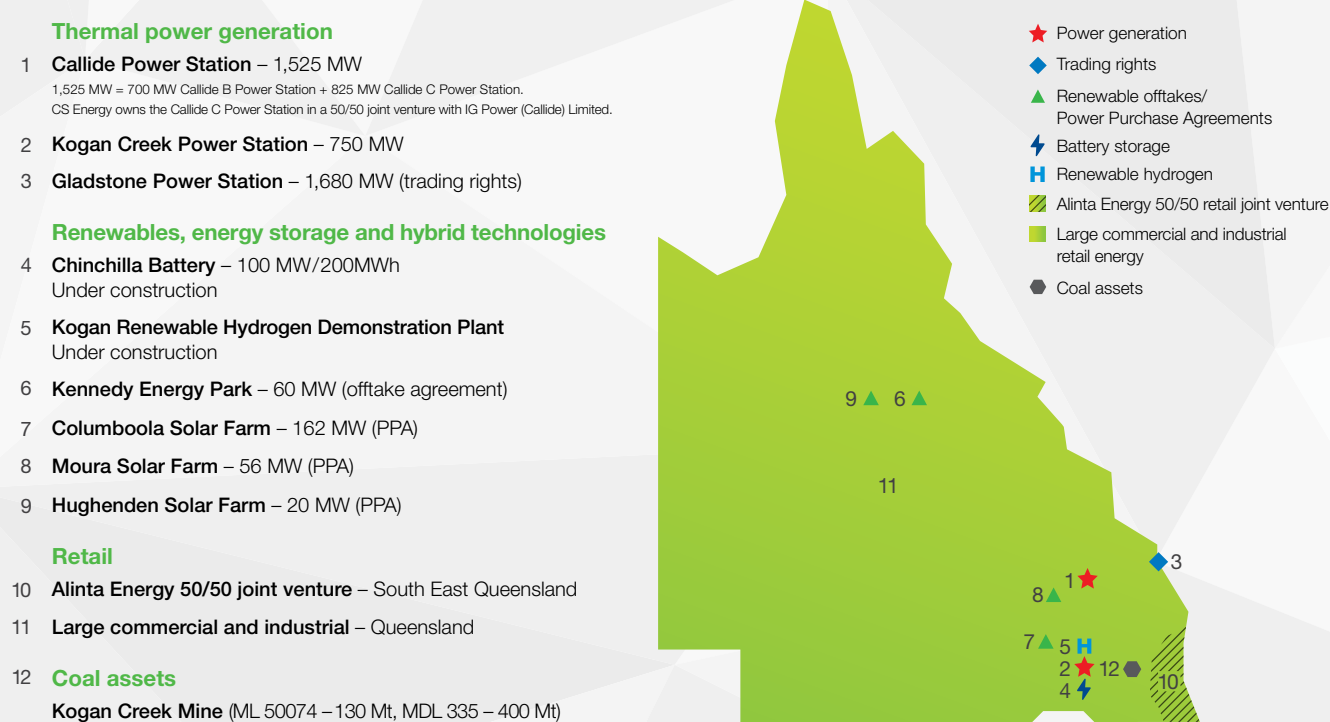 Thermal power generation
1 Callide Power Station – 1,525 MW
1,525 MW = 700 MW Callide B Power Station + 825 MW Callide C Power Station.
CS Energy owns the Callide C Power Station in a 50/50 joint venture with IG Power (Callide) Limited.
2 Kogan Creek Power Station – 750 MW
3 Gladstone Power Station – 1,680 MW (trading rights)
Renewables, energy storage and hybrid technologies
4 Chinchilla Battery – 100 MW/200MWh
Under construction
5 Kogan Renewable Hydrogen Demonstration Plant
Under construction
6 Kennedy Energy Park – 60 MW (offtake agreement)
7 Columboola Solar Farm – 162 MW (PPA)
8 Moura Solar Farm – 56 MW (PPA)
9 Hughenden Solar Farm – 20 MW (PPA)
Retail
10 Alinta Energy 50/50 joint venture – South East Queensland
11 Large commercial and industrial – Queensland
12 Coal assets
Kogan Creek Mine (ML 50074 – 130 Mt, MDL 335 – 400 Mt)
Power generation
Trading rights
Renewable offtakes/
Power Purchase Agreements
Battery storage
H Renewable hydrogen
Alinta Energy 50/50 retail joint venture
Large commercial and industrial
retail energy
Coal assets
9 6
11
3
1
8
7 5 H
2 12
10
4